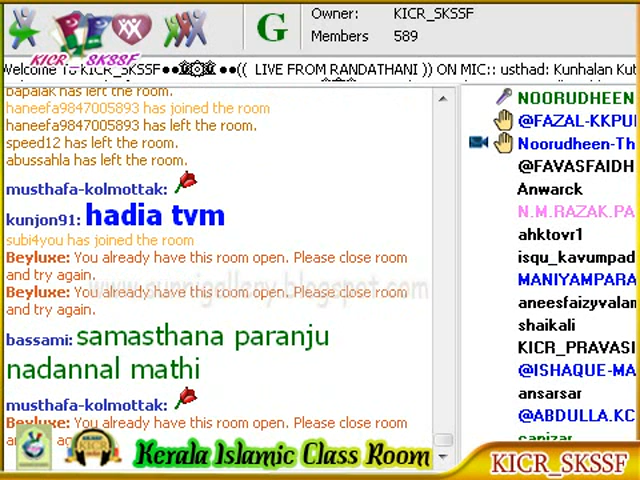 KICR_SKSSF
G
Owner: KICR_SKSSF
Members 589
Welcome To KICR_SKSSF●● ●●(( LIVE FROM RANDATHANI )) ON MIC:: usthad: Kunhalan Kut
bapalak has left the room.
haneefa9847005893 has joined the room
haneefa9847005893 has left the room.
speed12 has left the room.
abussahla has left the room.
musthafa-kolmottak:
kunjon91: hadia tvm
subi4you has joined the room
Beyluxe: You already have this room open. Please close room
and try again.
Beyluxe: You already have this room open. Please close room
and try again.
www.sunnigallery.blogspot.com
bassami: samasthana paranju
nadannal mathi
musthafa-kolmottak:
Beyluxe: You already have this room open. Please close room
NOORUDHEEN
@FAZAL-KKPU
Noorudheen-Th
@FAVASFAIDH
Anwarck
N.M.RAZAK.PA
ahktovr1
isqu_kavumpad
MANIYAMPARA
aneesfaizyvalan
shaikali
KICR_PRAVASI
@ISHAQUE-MA
ansarsar
@ABDULLA.KC
Kerala Islamic Class Room
KICR_SKSSF